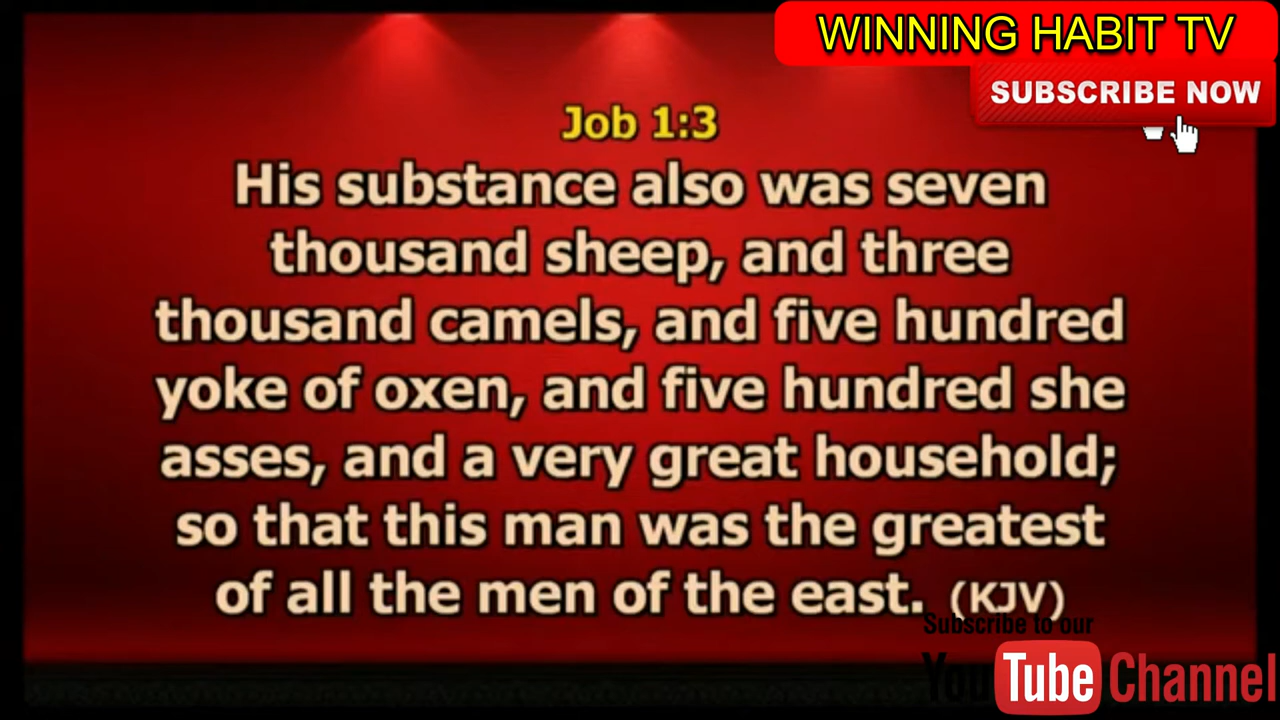 WINNING HABIT TV
SUBSCRIBE NOW
Job 1:3
His substance also was seven
thousand sheep, and three
thousand camels, and five hundred
yoke of oxen, and five hundred she
asses, and a very great household;
so that this man was the greatest
of all the men of the east. (KJV)
Subscribe to our
YouTube Channel